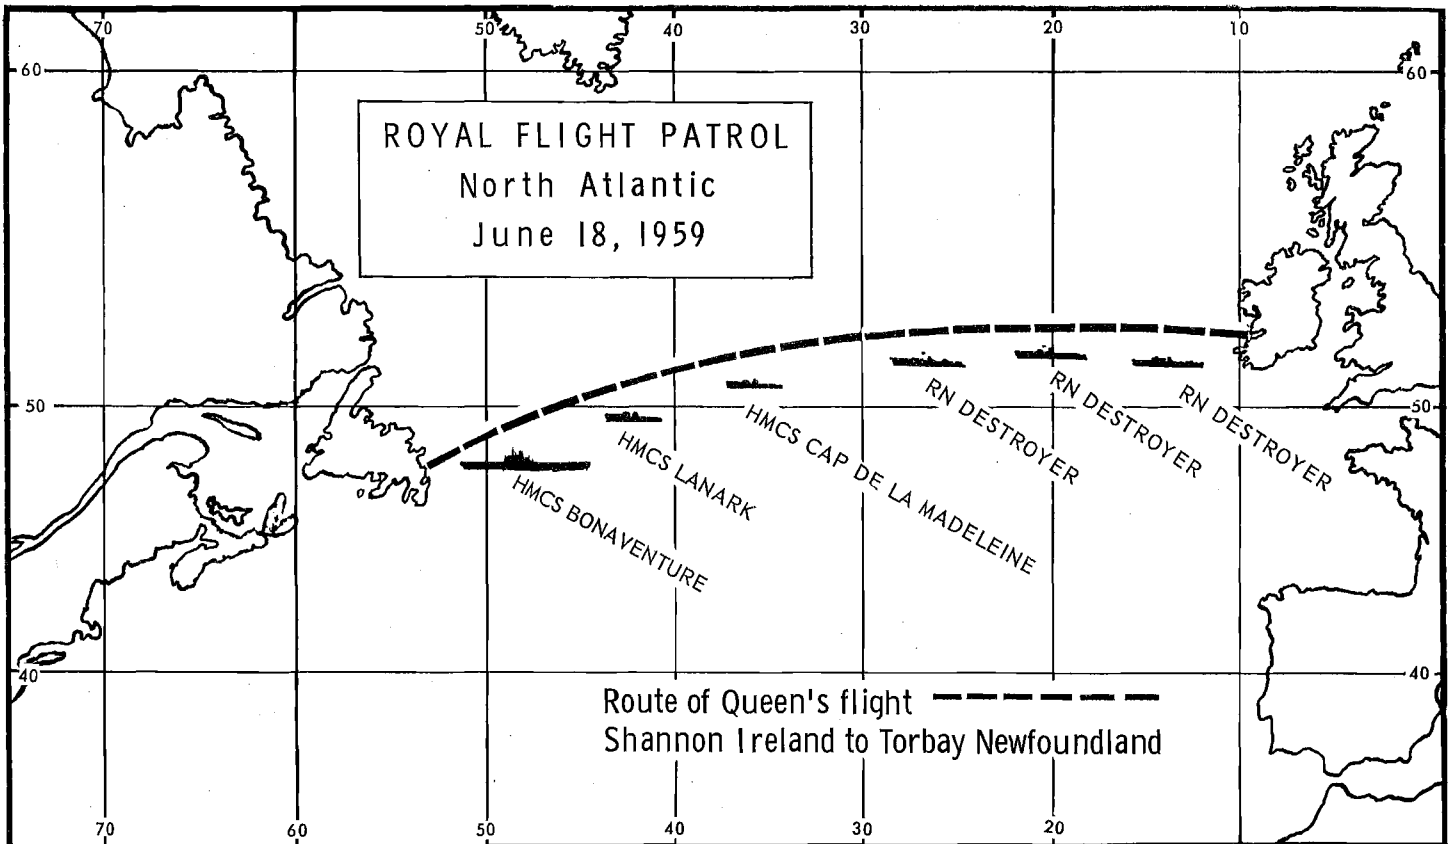 70
50
40
30
20
10
60
60
ROYAL FLIGHT PATROL
North Atlantic
June 18, 1959
50
50
RN DESTROYER
RN DESTROYER
RN DESTROYER
HMCS CAP DE LA MADELEINE
HMCS LANARK
HMCS BONAVENTURE
40
40
Route of Queen's flight
Shannon Ireland to Torbay Newfoundland
70
60
50
40
30
20